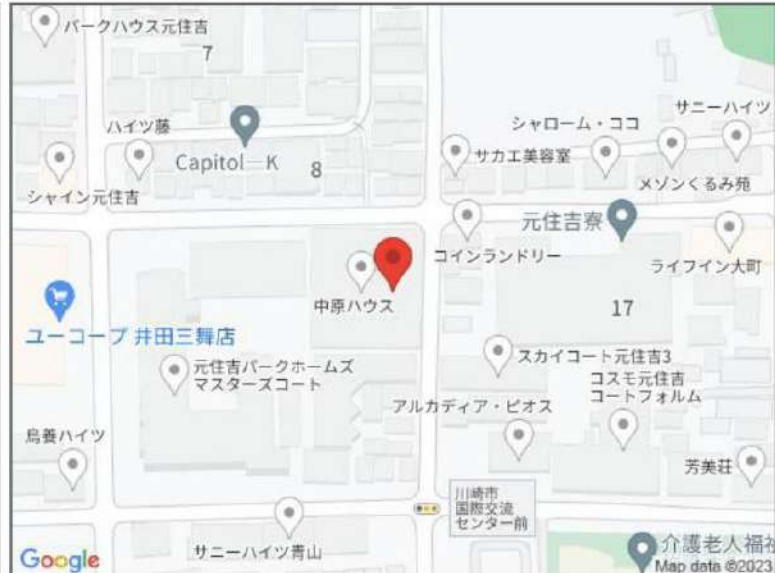 パークハウス元住吉
7
ハイツ藤
Capitol－K
8
シャイン元住吉
サカエ美容室
シャローム・ココ
サニーハイツ
メゾンくるみ苑
元住吉寮
コインランドリー
ライフイン大町
中原ハウス
17
ユーコープ 井田三舞店
元住吉パークホームズ
マスターズコート
スカイコート元住吉3
コスモ元住吉
コートフォルム
アルカディア・ピオス
鳥養ハイツ
芳美荘
川崎市
国際交流
センター前
サニーハイツ青山
介護老人福祉
Google
Map data ©2023